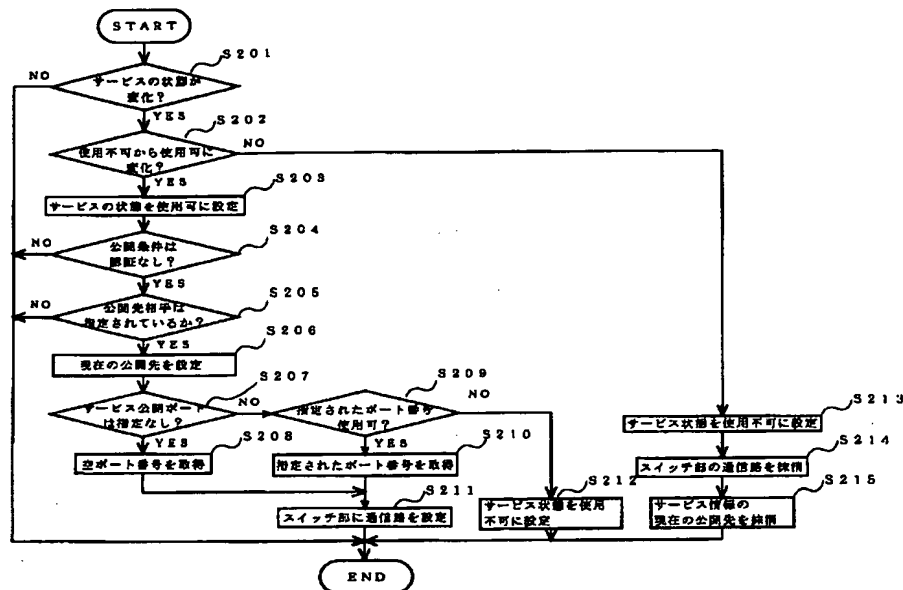 START
S201
NO
サービスの状態が
変化?
YES
S202
NO
使用不可から使用可に
変化?
YES
S203
サービスの状態を使用可に設定
S204
NO
公開条件は
認証なし?
YES
S205
NO
公開先相手は
指定されているか?
YES
S206
現在の公開先を設定
S207
サービス公開ポート
は指定なし?
NO
YES
S208
空ポート番号を取得
S209
指定されたポート番号
使用可?
NO
YES
S210
指定されたポート番号を取得
S211
スイッチ部に通信路を設定
S212
サービス状態を使用
不可に設定
S213
サービス状態を使用不可に設定
S214
スイッチ部の通信路を抹消
S215
サービス情報の
現在の公開先を抹消
END